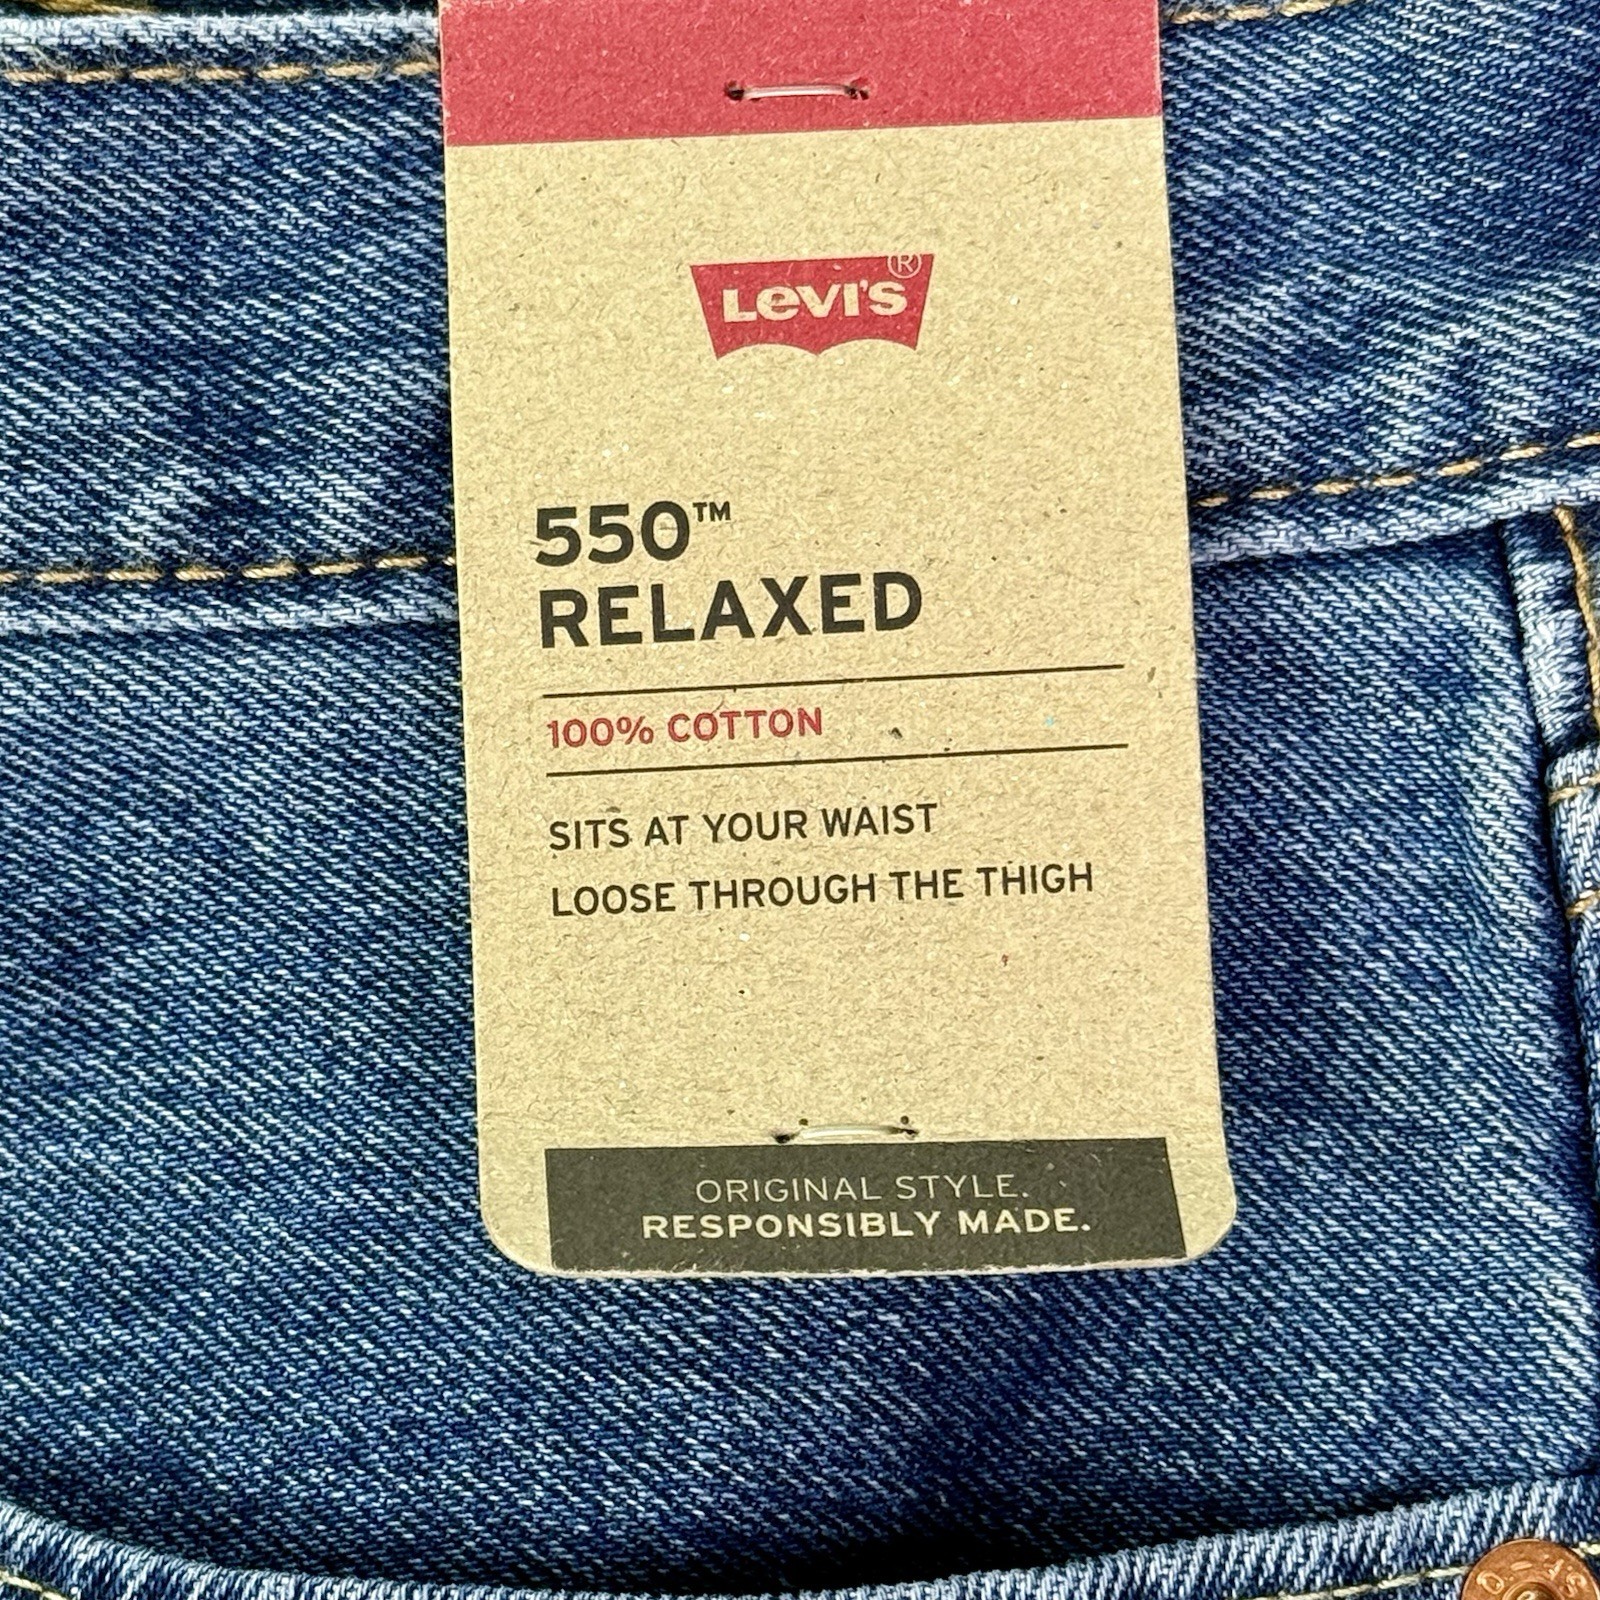 Levi's®
550™
RELAXED
100% COTTON
SITS AT YOUR WAIST
LOOSE THROUGH THE THIGH
ORIGINAL STYLE.
RESPONSIBLY MADE.